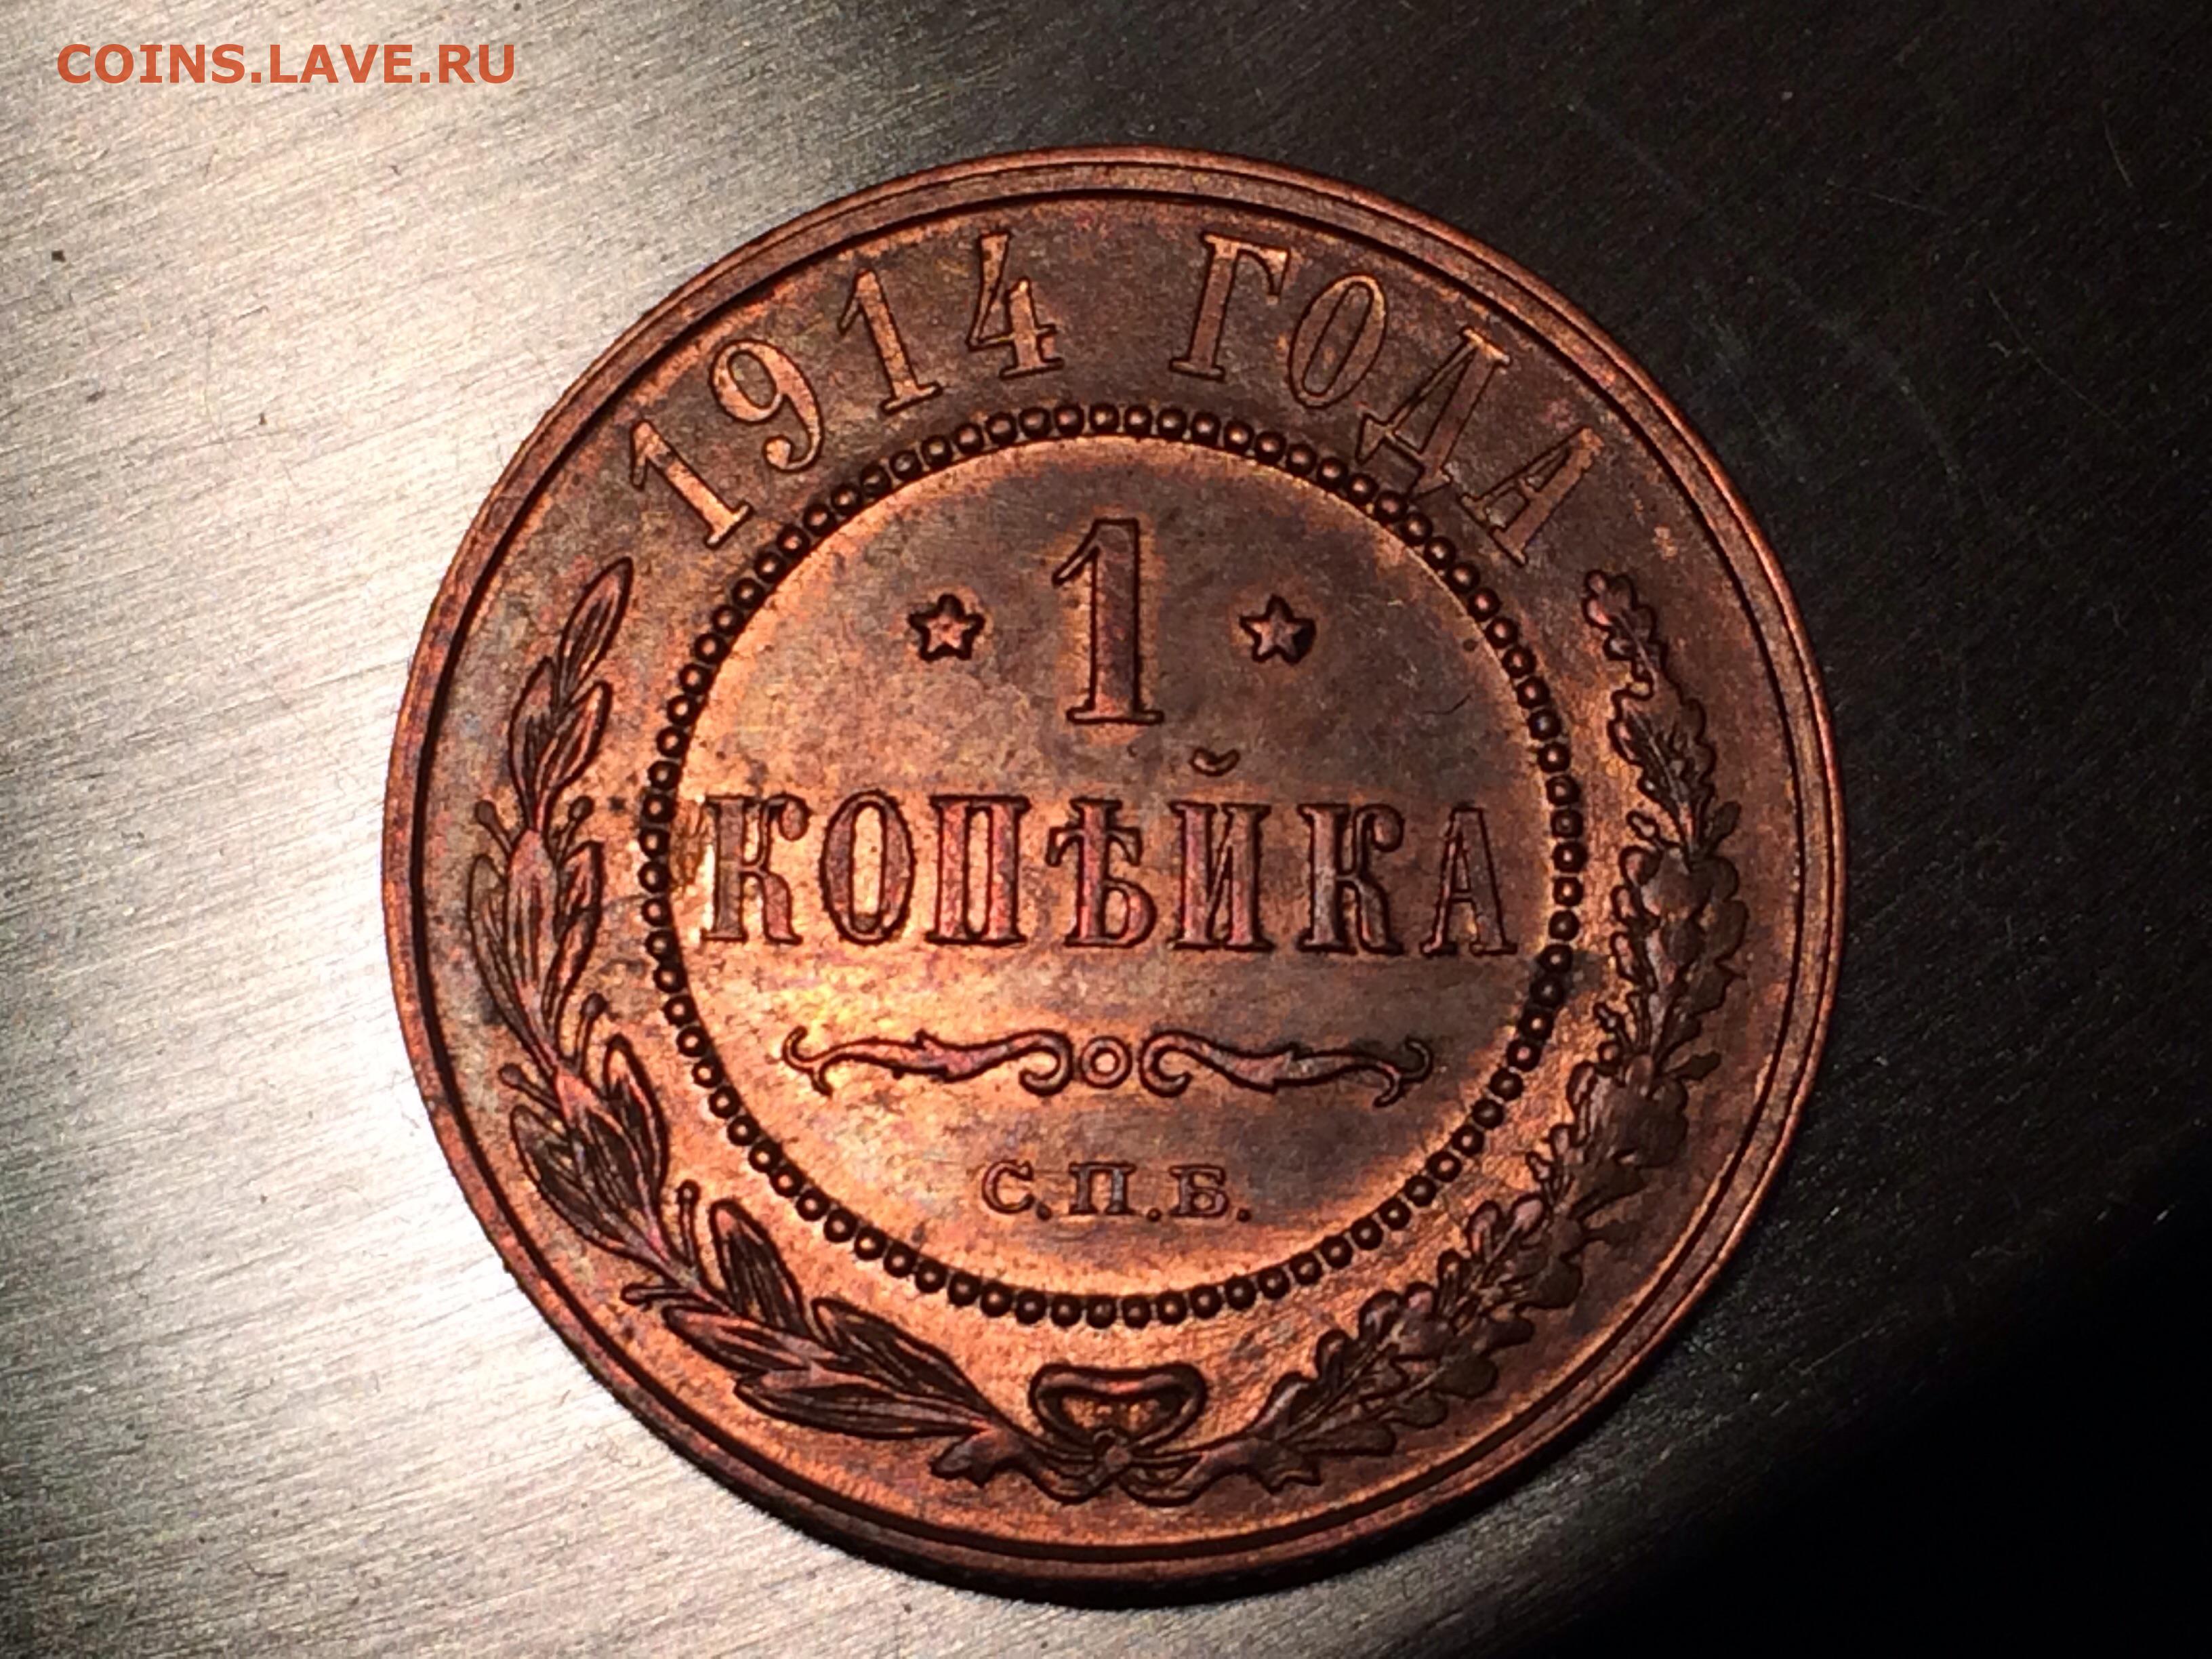 COINS.LAVE.RU
1914 ГОДА
1
КОПѢЙКА
С.П.Б.